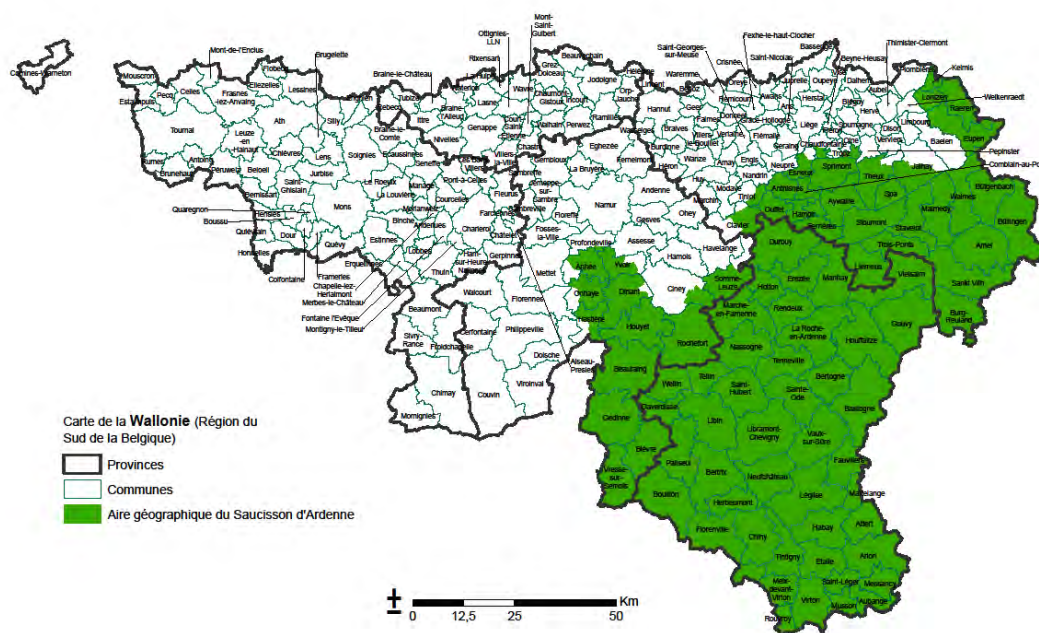 Mont-de-l'Enclus
Brugelette
Ottignies-
LLN
Mont-
Saint-
Guibert
Saint-Georges-
sur-Meuse
Fexhe-le-haut-Clocher
Crisnée
Saint-Nicolas
Beyne-Heusay
Thimister-Clermont
Kelmis
Welkenraedt
Pepinster
Comblain-au-Po
Comines-Warneton
Mouscron
Estaimpuis
Pecq
Celles
Frasnes
-lez-Anvaing
Ellezelles
Flobecq
Lessines
Enghien
Silly
Ath
Tournai
Leuze
-en-
Hainaut
Rumes
Brunehaut
Antoing
Péruwelz
Beloeil
Chièvres
Lens
Jurbise
Soignies
Braine-
le-Comte
Ecaussinnes
Braine-le-Château
Rebecq
Tubize
Ittre
Braine-
l'Alleud
Nivelles
Genappe
Lasne
Rixensart
La Hulpe
Waterloo
Wavre
Grez-
Doiceau
Beauvechain
Chaumont-
Gistoux
Incourt
Jodoigne
Orp-
Jauche
Hélécine
Ramillies
Perwez
Walhain
Chastre
Court-
Saint-
Étienne
Villers-
la-Ville
Bernissart
Saint-
Ghislain
Quaregnon
Boussu
Hensies
Quiévrain
Honnelles
Dour
Colfontaine
Frameries
Mons
Quévy
Le Roeulx
La Louvière
Manage
Seneffe
Binche
Estinnes
Erquelinnes
Merbes-le-Château
Chapelle-lez-
Herlaimont
Morlanwelz
Anderlues
Fontaine l'Evêque
Montigny-le-Tilleur
Lobbes
Thuin
Courcelles
Pont-à-Celles
Les Bons
Villers
Fleurus
Charleroi
Farciennes
Châtelet
Gerpinnes
Ham-
sur-Heure
Nalinnes
Beaumont
Sivry-
Rance
Froidchapelle
Chimay
Momignies
Aiseau-
Presles
Gembloux
Sombreffe
Jemeppe-
sur-
Sambre
Sambreville
Floreffe
Fosses-
la-Ville
Eghezée
La Bruyère
Fernelmont
Namur
Andenne
Gesves
Ohey
Assesse
Profondeville
Mettet
Hamois
Havelange
Ciney
Walcourt
Florennes
Philippeville
Cerfontaine
Couvin
Viroinval
Doische
Anhée
Yvoir
Onhaye
Dinant
Hastière
Houyet
Rochefort
Somme-
Leuze
Beauraing
Gedinne
Bièvre
Vresse-
sur-
Semois
Waremme
Berloz
Geer
Oreye
Remicourt
Faimes
Donceel
Lincent
Hannut
Wasseiges
Braives
Burdinne
Héron
Wanze
Villers-
le-Bouillet
Verlaine
Amay
Huy
Marchin
Modave
Clavier
Tinlot
Nandrin
Engis
Flémalle
Grace-Hollogne
Awans
Ans
Juprelle
Bassenge
Oupeye
Visé
Herstal
Liège
Seraing
Neupré
Dalhem
Blégny
Soumagne
Fléron
Chaudfontaine
Trooz
Olne
Herve
Aubel
Plombières
Lontzen
Raeren
Eupen
Limbourg
Dison
Verviers
Baelen
Esneux
Sprimont
Theux
Jalhay
Spa
Anthisnes
Ouffet
Hamoir
Ferrières
Aywaille
Stoumont
Stavelot
Malmedy
Waimes
Bütgenbach
Büllingen
Amel
Trois-Ponts
Lierneux
Sankt Vith
Burg-
Reuland
Durbuy
Hotton
Erezée
Manhay
Vielsalm
Marche-
en-Famenne
Rendeux
La Roche-
en-Ardenne
Gouvy
Houffalize
Nassogne
Tenneville
Bertogne
Wellin
Tellin
Saint-
Hubert
Sainte-
Ode
Bastogne
Daverdisse
Libin
Libramont-
Chevigny
Vaux-
sur-Sûre
Paliseul
Bertrix
Neufchâteau
Fauvillers
Bouillon
Herbeumont
Léglise
Martelange
Florenville
Chiny
Habay
Attert
Tintigny
Etalle
Arlon
Meix-
devant-
Virton
Saint-Léger
Messancy
Virton
Musson
Aubange
Rouvroy
Carte de la Wallonie (Région du
Sud de la Belgique)
Provinces
Communes
Aire géographique du Saucisson d'Ardenne
Km
0 12,5 25 50